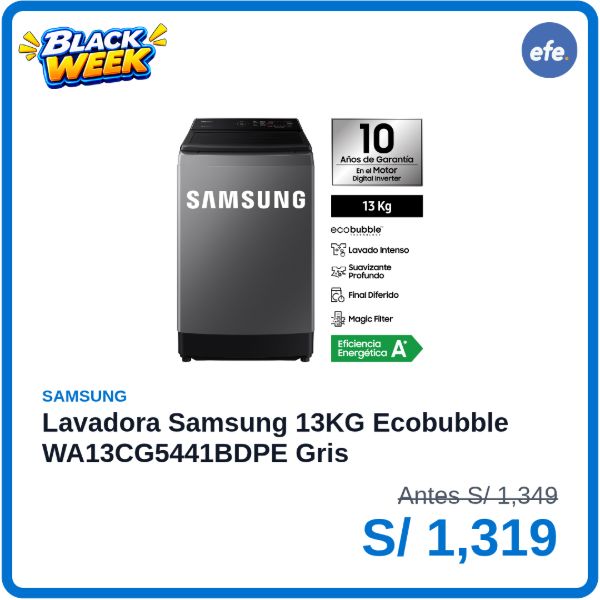 BLACK
WEEK
efe.
SAMSUNG
10
Años de Garantía
En el Motor
Digital Inverter
13 Kg
ecobubble™
Lavado Intenso
Suavizante
Profundo
Final Diferido
Magic Filter
Eficiencia
Energética A*
SAMSUNG
Lavadora Samsung 13KG Ecobubble
WA13CG5441BDPE Gris
Antes S/ 1,349
S/ 1,319